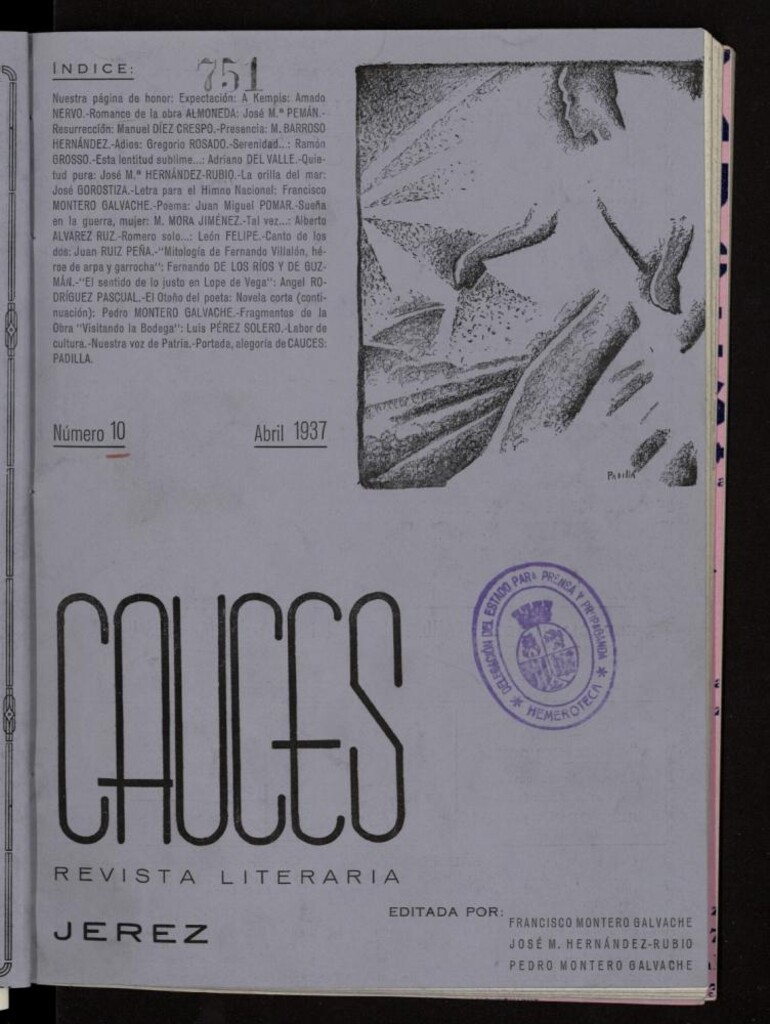 INDICE:
751
Nuestra página de honor: Expectación: A Kempis: Amado
NERVO.-Romance de la obra ALMONEDA: José M.ª PEMÁN.-
Resurrección: Manuel DÍEZ CRESPO.-Presencia: M. BARROSO
HERNÁNDEZ.-Adios: Gregorio ROSADO.-Serenidad..: Ramón
GROSSO.-Esta lentitud sublime...: Adriano DEL VALLE.-Quie-
tud pura: José M.ª HERNÁNDEZ-RUBIO.-La orilla del mar:
José GOROSTIZA.-Letra para el Himno Nacional: Francisco
MONTERO GALVACHE.-Poema: Juan Miguel POMAR.-Sueña
en la guerra, mujer: M. MORA JIMÉNEZ.-Tal vez...: Alberto
ALVAREZ RUZ.-Romero solo...: León FELIPE.-Canto de los
dos: Juan RUIZ PEÑA.-"Mitología de Fernando Villalón, hé-
roe de arpa y garrocha": Fernando DE LOS RÍOS Y DE GUZ-
MÁN.-"El sentido de lo justo en Lope de Vega": Angel RO-
DRÍGUEZ PASCUAL.-El Otoño del poeta: Novela corta (conti-
nuación): Pedro MONTERO GALVACHE.-Fragmentos de la
Obra "Visitando la Bodega": Luis PÉREZ SOLERO.-Labor de
cultura.-Nuestra voz de Patria.-Portada, alegoría de CAUCES:
PADILLA.
Número 10
Abril 1937
Padilla
CAUCES
REVISTA LITERARIA
JEREZ
DELEGACIÓN DEL ESTADO PARA PRENSA Y PROPAGANDA
* HEMEROTECA *
EDITADA POR:
FRANCISCO MONTERO GALVACHE
JOSÉ M. HERNÁNDEZ-RUBIO
PEDRO MONTERO GALVACHE